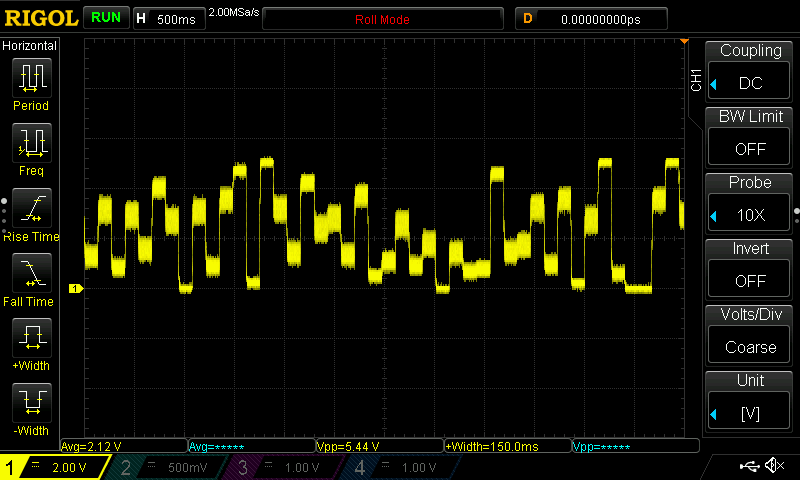 RIGOL RUN H 500ms 2.00MSa/s Roll Mode D 0.00000000ps
Horizontal
Period
Freq
Rise Time
Fall Time
+Width
-Width
1
CH1
Coupling
DC
BW Limit
OFF
Probe
10X
Invert
OFF
Volts/Div
Coarse
Unit
[V]
Avg=2.12 V Avg=***** Vpp=5.44 V +Width=150.0ms Vpp=*****
1 2.00 V 2 500mV 3 1.00 V 4 1.00 V